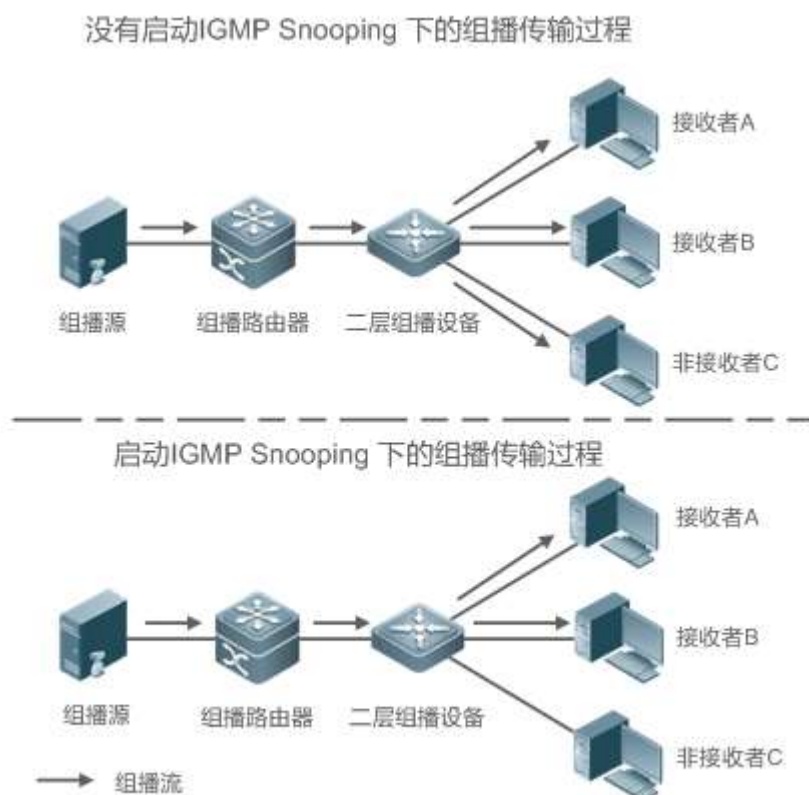 没有启动IGMP Snooping 下的组播传输过程
接收者A
接收者B
组播源
组播路由器
二层组播设备
非接收者C
启动IGMP Snooping 下的组播传输过程
接收者A
接收者B
组播源
组播路由器
二层组播设备
非接收者C
组播流